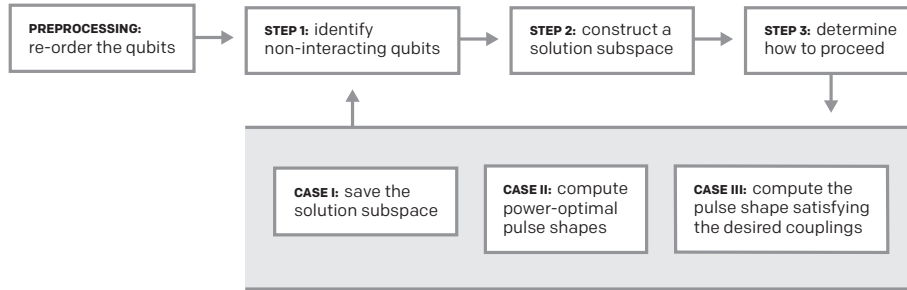 PREPROCESSING:
re-order the qubits
STEP 1: identify
non-interacting qubits
STEP 2: construct a
solution subspace
STEP 3: determine
how to proceed
CASE I: save the
solution subspace
CASE II: compute
power-optimal
pulse shapes
CASE III: compute the
pulse shape satisfying
the desired couplings